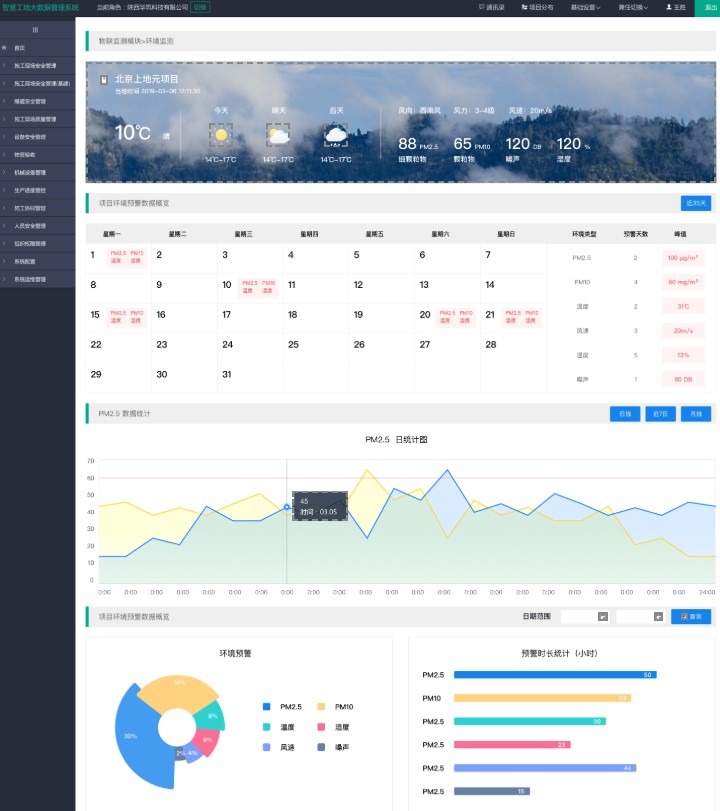 智慧工地大数据管理系统
当前角色：陕西华筑科技有限公司 切换
通讯录 项目分布 基础设置 兼任切换 主胜 退出
首页
施工现场安全管理
施工现场安全管理(基建)
隧道安全管理
施工现场质量管理
设备安全管理
物资验收
机械设备管理
生产进度管控
劳工协同管理
人员安全管理
组织权限管理
系统配置
系统运维管理
物联监测模块>环境监测
北京上地元项目
当地时间 2019-03-06 12:11:30
今天 明天 后天
风向：西南风 风力：3-4级 风速：20m/s
10℃ 晴
14℃-17℃ 14℃-17℃ 14℃-17℃
88 PM2.5 65 PM10 120 DB 120 %
细颗粒物 颗粒物 噪声 湿度
项目环境预警数据概览
近35天
星期一 星期二 星期三 星期四 星期五 星期六 星期日
环境类型 预警天数 峰值
1 PM2.5 PM10 温度 湿度 2 3 4 5 6 7
PM2.5 2 100 μg/m³
8 9 10 PM2.5 PM10 温度 湿度 11 12 13 14
PM10 4 80 mg/m³
温度 2 31℃
15 PM2.5 PM10 温度 湿度 16 17 18 19 20 PM2.5 PM10 温度 湿度 21 PM2.5 PM10 温度 湿度
风速 3 20m/s
22 23 24 25 26 27 28
湿度 5 13%
29 30 31
噪声 1 80 DB
PM2.5 数据统计
日线 近7日 月线
PM2.5 日统计图
70
60
50
40
30
20
10
0
45
时间：03.05
0:00 0:00 0:00 0:00 0:00 0:00 0:00 0:00 0:00 0:00 0:00 0:00 0:00 0:00 0:00 0:00 0:00 0:00 0:00 0:00 0:00 0:00 0:00 24:00
项目环境预警数据概览
日期范围
搜索
环境预警
14%
8%
6%
4%
2%
30%
PM2.5 PM10
温度 湿度
风速 噪声
预警时长统计（小时）
PM2.5 50
PM10 43
PM2.5 30
PM2.5 23
PM2.5 44
PM2.5 15